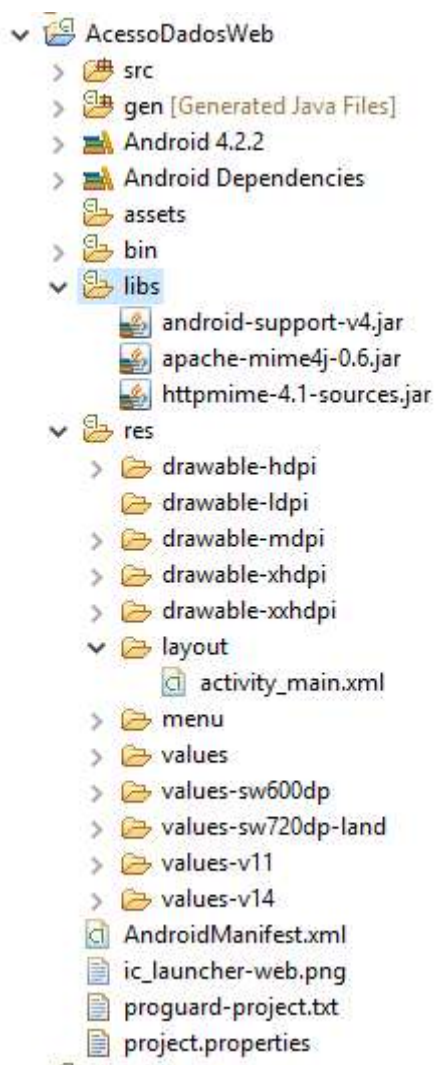 AcessoDadosWeb
src
gen [Generated Java Files]
Android 4.2.2
Android Dependencies
assets
bin
libs
android-support-v4.jar
apache-mime4j-0.6.jar
httpmime-4.1-sources.jar
res
drawable-hdpi
drawable-ldpi
drawable-mdpi
drawable-xhdpi
drawable-xxhdpi
layout
activity_main.xml
menu
values
values-sw600dp
values-sw720dp-land
values-v11
values-v14
AndroidManifest.xml
ic_launcher-web.png
proguard-project.txt
project.properties